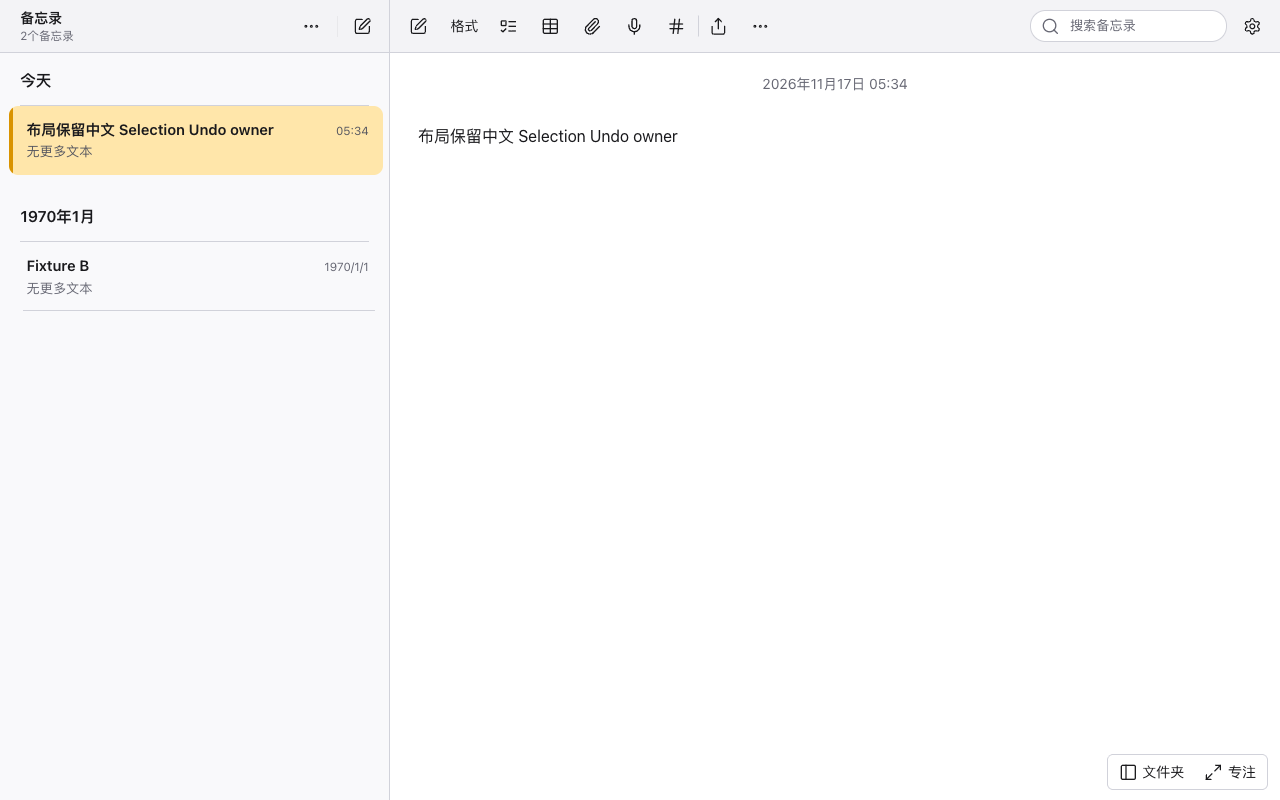 备忘录
2个备忘录
格式
搜索备忘录
今天
布局保留中文 Selection Undo owner 05:34
无更多文本
1970年1月
Fixture B 1970/1/1
无更多文本
2026年11月17日 05:34
布局保留中文 Selection Undo owner
文件夹 专注